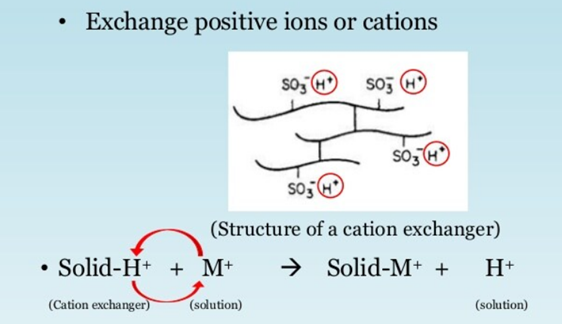 • Exchange positive ions or cations
SO₃⁻ H⁺ SO₃⁻ H⁺
SO₃⁻ H⁺
SO₃⁻ H⁺
(Structure of a cation exchanger)
• Solid-H⁺ + M⁺ → Solid-M⁺ + H⁺
(Cation exchanger) (solution) (solution)